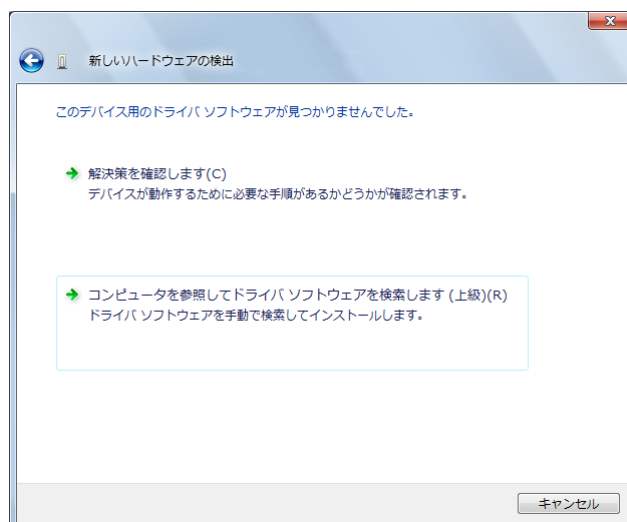 新しいハードウェアの検出
このデバイス用のドライバ ソフトウェアが見つかりませんでした。
解決策を確認します(C)
デバイスが動作するために必要な手順があるかどうかが確認されます。
コンピュータを参照してドライバ ソフトウェアを検索します (上級)(R)
ドライバ ソフトウェアを手動で検索してインストールします。
キャンセル